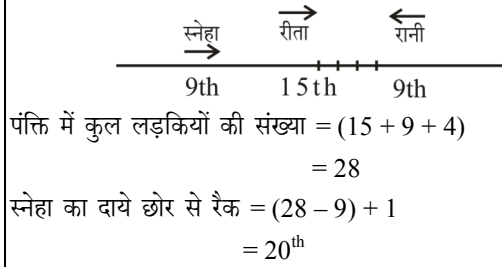 स्नेहा रीता रानी
9th 15th 9th
पंक्ति में कुल लड़कियों की संख्या = (15 + 9 + 4)
= 28
स्नेहा का दाये छोर से रैक = (28 – 9) + 1
= 20th